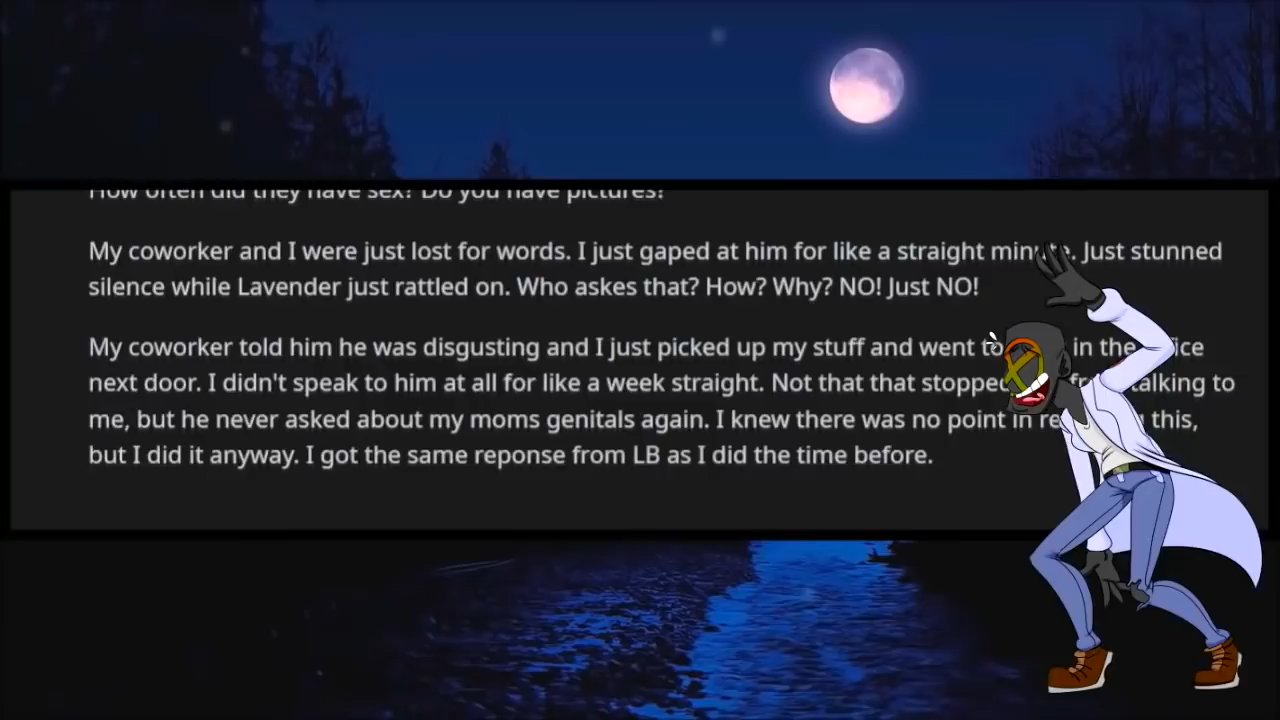 How often did they have sex? Do you have pictures?
My coworker and I were just lost for words. I just gaped at him for like a straight minute. Just stunned
silence while Lavender just rattled on. Who askes that? How? Why? NO! Just NO!
My coworker told him he was disgusting and I just picked up my stuff and went to in the
next door. I didn't speak to him at all for like a week straight. Not that that stopped talking to
me, but he never asked about my moms genitals again. I knew there was no point in this,
but I did it anyway. I got the same reponse from LB as I did the time before.